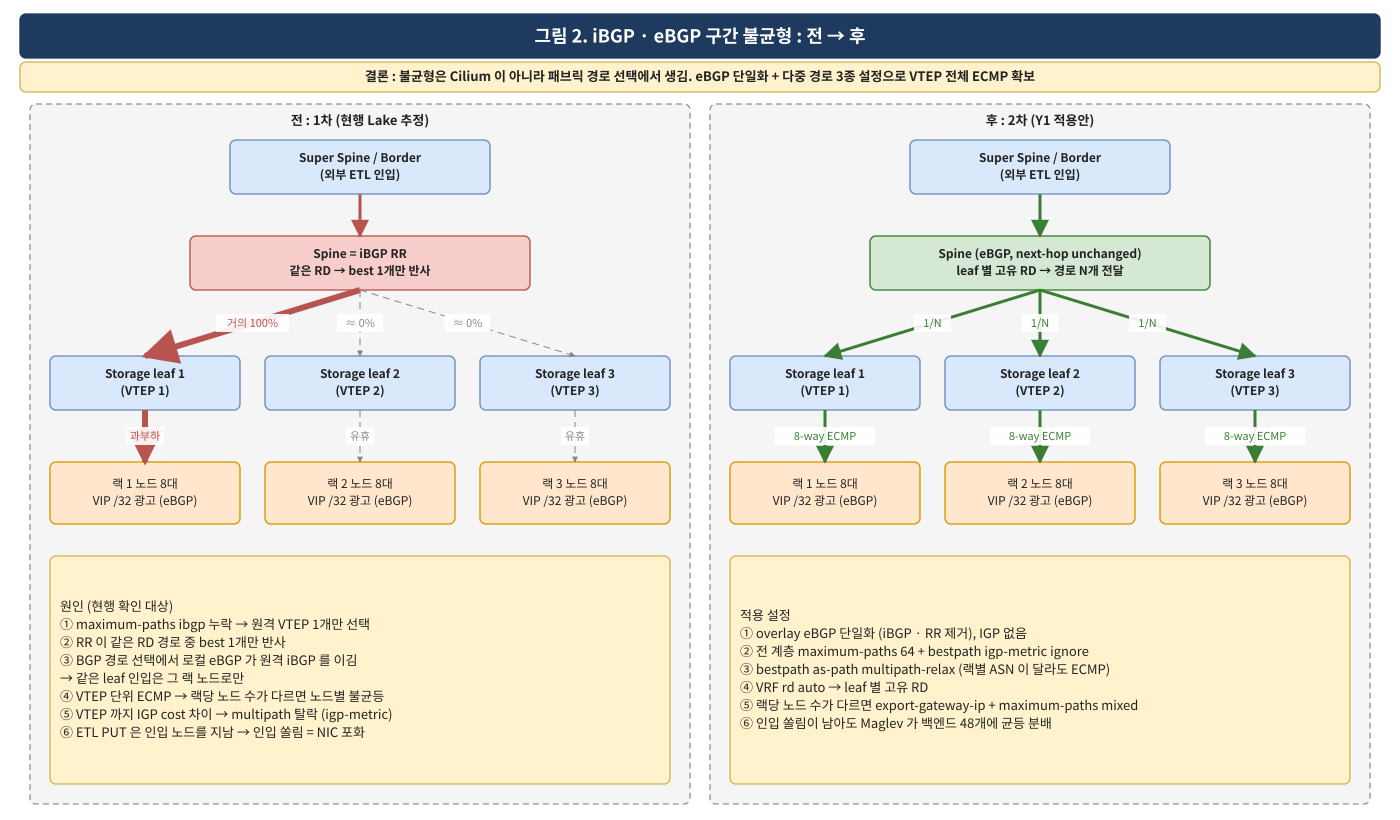 그림 2. iBGP · eBGP 구간 불균형 : 전 → 후
결론 : 불균형은 Cilium 이 아니라 패브릭 경로 선택에서 생김. eBGP 단일화 + 다중 경로 3종 설정으로 VTEP 전체 ECMP 확보
전 : 1차 (현행 Lake 추정)
Super Spine / Border
(외부 ETL 인입)
Spine = iBGP RR
같은 RD → best 1개만 반사
거의 100%
≈ 0%
≈ 0%
Storage leaf 1
(VTEP 1)
Storage leaf 2
(VTEP 2)
Storage leaf 3
(VTEP 3)
과부하
유휴
유휴
랙 1 노드 8대
VIP /32 광고 (eBGP)
랙 2 노드 8대
VIP /32 광고 (eBGP)
랙 3 노드 8대
VIP /32 광고 (eBGP)
원인 (현행 확인 대상)
① maximum-paths ibgp 누락 → 원격 VTEP 1개만 선택
② RR 이 같은 RD 경로 중 best 1개만 반사
③ BGP 경로 선택에서 로컬 eBGP 가 원격 iBGP 를 이김
→ 같은 leaf 인입은 그 랙 노드로만
④ VTEP 단위 ECMP → 랙당 노드 수가 다르면 노드별 불균등
⑤ VTEP 까지 IGP cost 차이 → multipath 탈락 (igp-metric)
⑥ ETL PUT 은 인입 노드를 지남 → 인입 쏠림 = NIC 포화
후 : 2차 (Y1 적용안)
Super Spine / Border
(외부 ETL 인입)
Spine (eBGP, next-hop unchanged)
leaf 별 고유 RD → 경로 N개 전달
1/N
1/N
1/N
Storage leaf 1
(VTEP 1)
Storage leaf 2
(VTEP 2)
Storage leaf 3
(VTEP 3)
8-way ECMP
8-way ECMP
8-way ECMP
랙 1 노드 8대
VIP /32 광고 (eBGP)
랙 2 노드 8대
VIP /32 광고 (eBGP)
랙 3 노드 8대
VIP /32 광고 (eBGP)
적용 설정
① overlay eBGP 단일화 (iBGP · RR 제거), IGP 없음
② 전 계층 maximum-paths 64 + bestpath igp-metric ignore
③ bestpath as-path multipath-relax (랙별 ASN 이 달라도 ECMP)
④ VRF rd auto → leaf 별 고유 RD
⑤ 랙당 노드 수가 다르면 export-gateway-ip + maximum-paths mixed
⑥ 인입 쏠림이 남아도 Maglev 가 백엔드 48개에 균등 분배